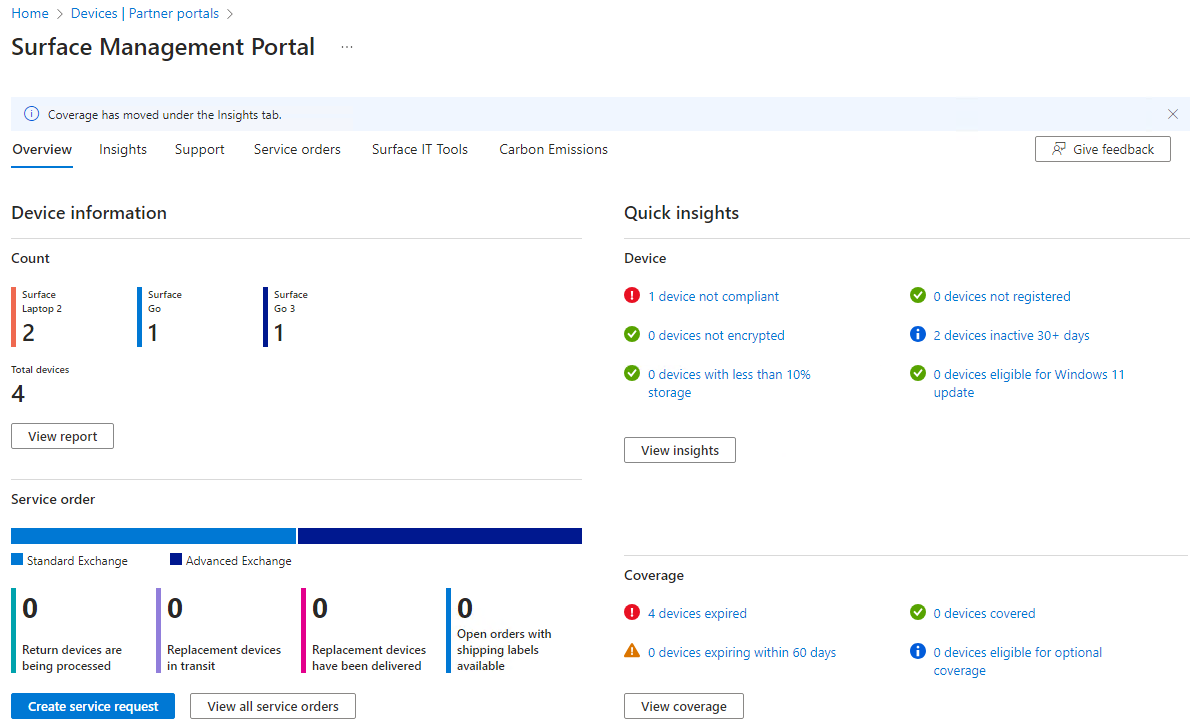 Home > Devices | Partner portals >
Surface Management Portal ...
Coverage has moved under the Insights tab.
Overview Insights Support Service orders Surface IT Tools Carbon Emissions Give feedback
Device information
Count
Surface
Laptop 2
2
Surface
Go
1
Surface
Go 3
1
Total devices
4
View report
Service order
Standard Exchange Advanced Exchange
0
Return devices are
being processed
0
Replacement devices
in transit
0
Replacement devices
have been delivered
0
Open orders with
shipping labels
available
Create service request View all service orders
Quick insights
Device
1 device not compliant
0 devices not registered
0 devices not encrypted
2 devices inactive 30+ days
0 devices with less than 10%
storage
0 devices eligible for Windows 11
update
View insights
Coverage
4 devices expired
0 devices covered
0 devices expiring within 60 days
0 devices eligible for optional
coverage
View coverage